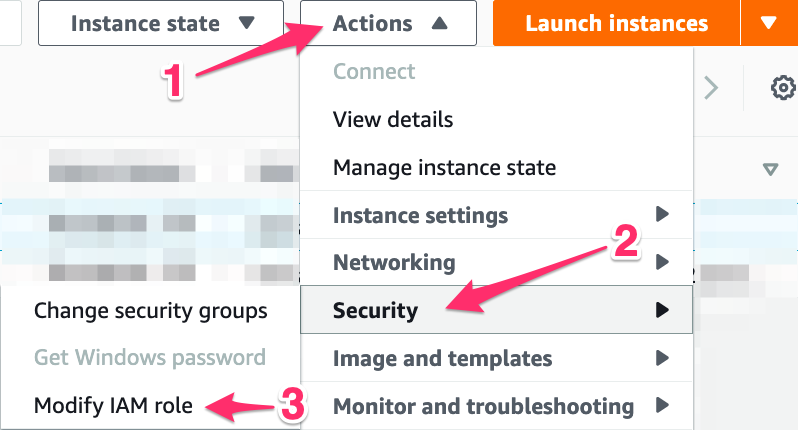 Instance state
Actions
Launch instances
1
Connect
View details
Manage instance state
Instance settings
2
Networking
Security
Change security groups
Get Windows password
Image and templates
Modify IAM role
3
Monitor and troubleshooting